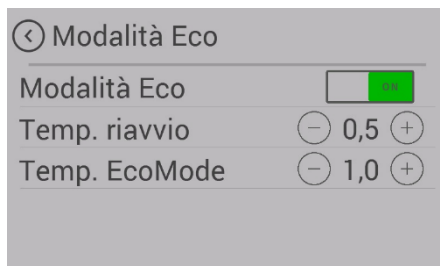 Modalità Eco
Modalità Eco ON
Temp. riavvio - 0,5 +
Temp. EcoMode - 1,0 +